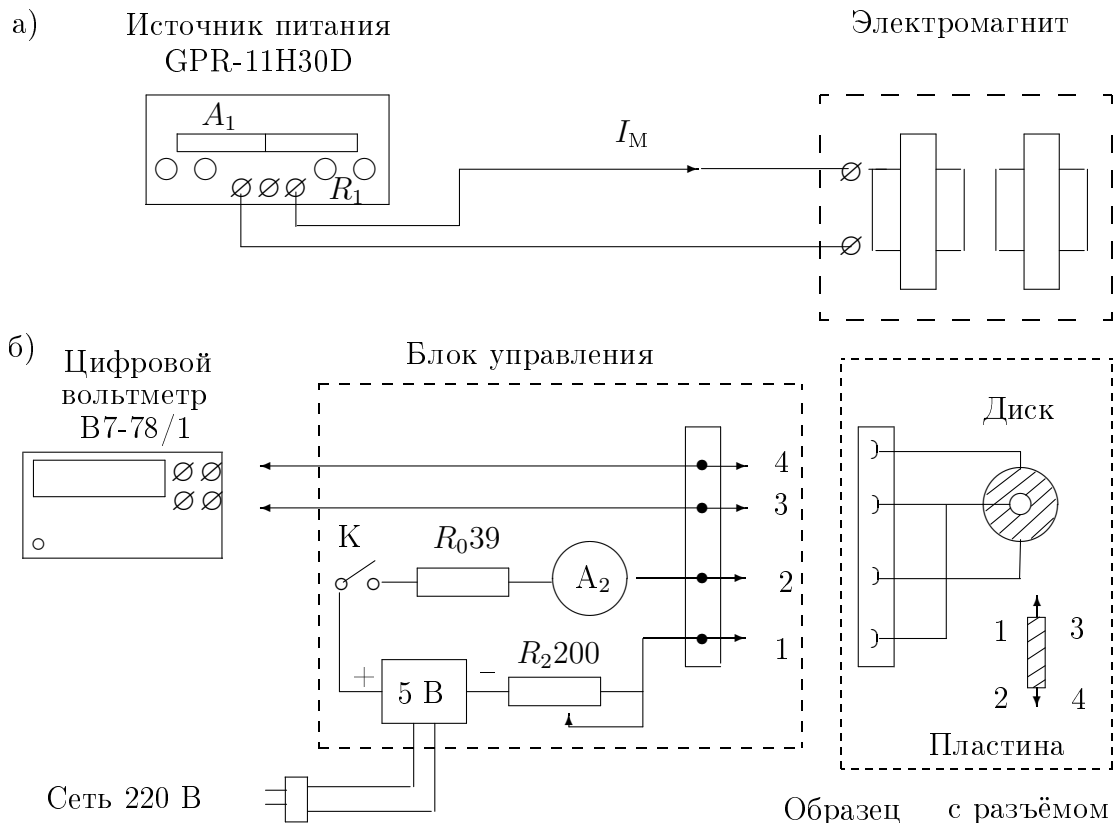 а)
Источник питания
GPR-11H30D
Электромагнит
A₁
R₁
I_М
б)
Цифровой
вольтметр
В7-78/1
Блок управления
Диск
4
3
К
R₀39
A₂
2
1
R₂200
+
5 В
−
1
3
2
4
Пластина
Сеть 220 В
Образец с разъёмом